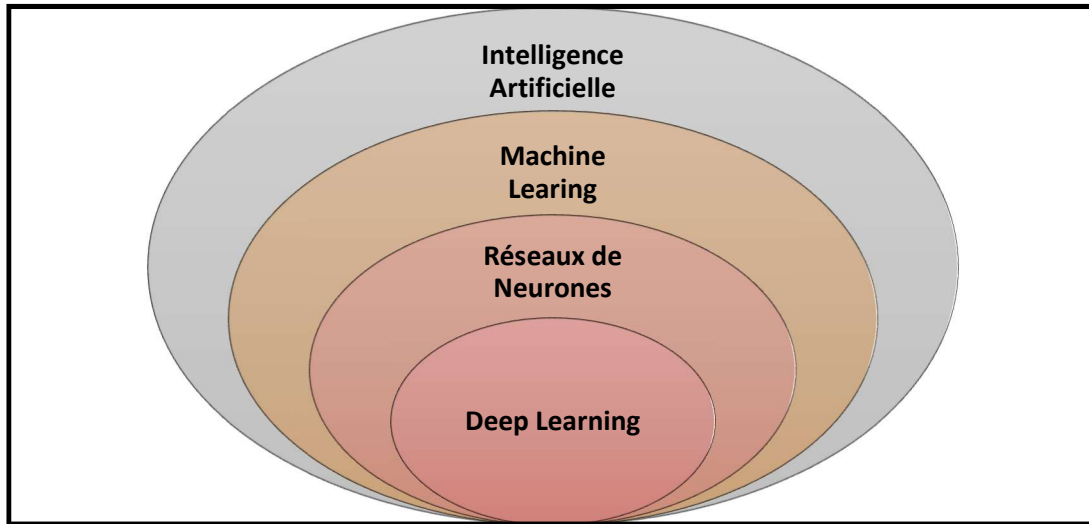 Intelligence
Artificielle
Machine
Learing
Réseaux de
Neurones
Deep Learning